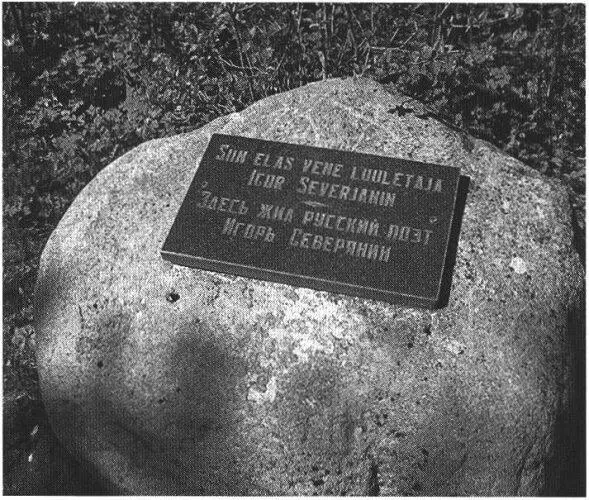 SIIN ELAS VENE LUULETAJA
IGOR SEVERJANIN
ЗДЕСЬ ЖИЛ РУССКИЙ ПОЭТ
ИГОРЬ СЕВЕРЯНИН